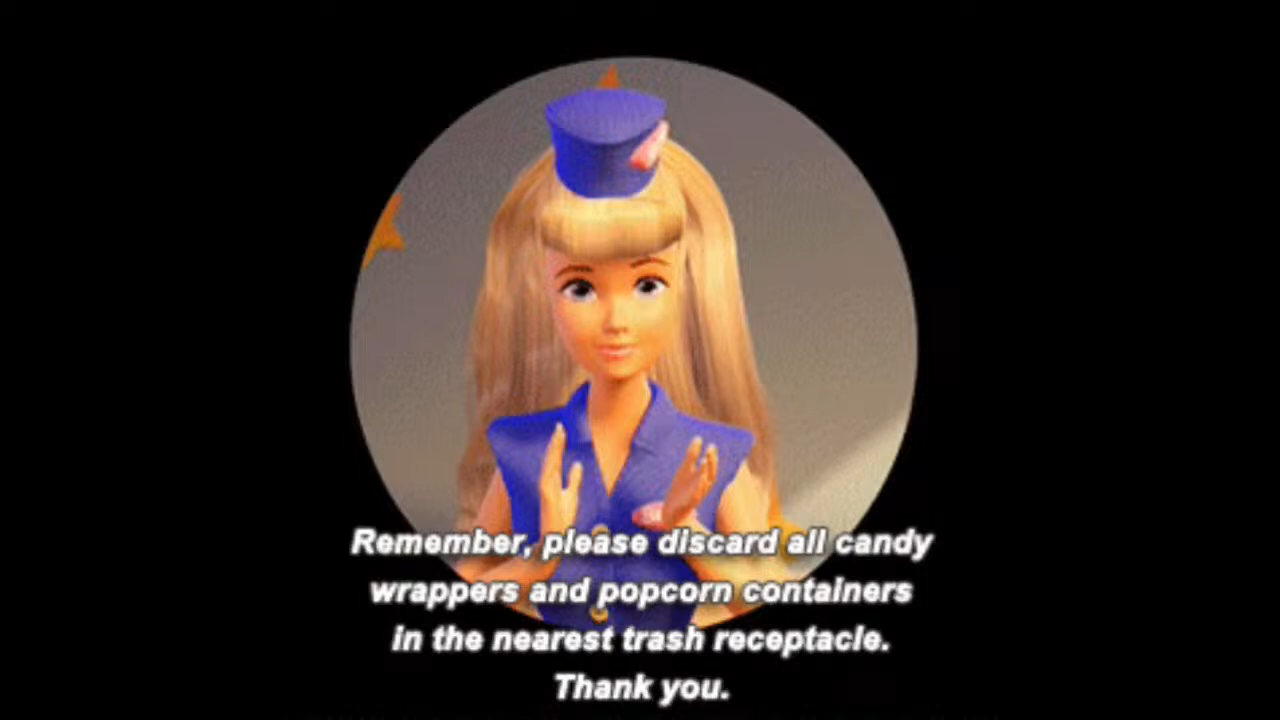 Remember, please discard all candy
wrappers and popcorn containers
in the nearest trash receptacle.
Thank you.